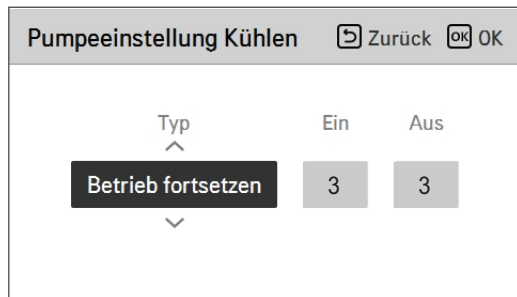 Pumpeeinstellung Kühlen Zurück OK OK
Typ Ein Aus
Betrieb fortsetzen 3 3